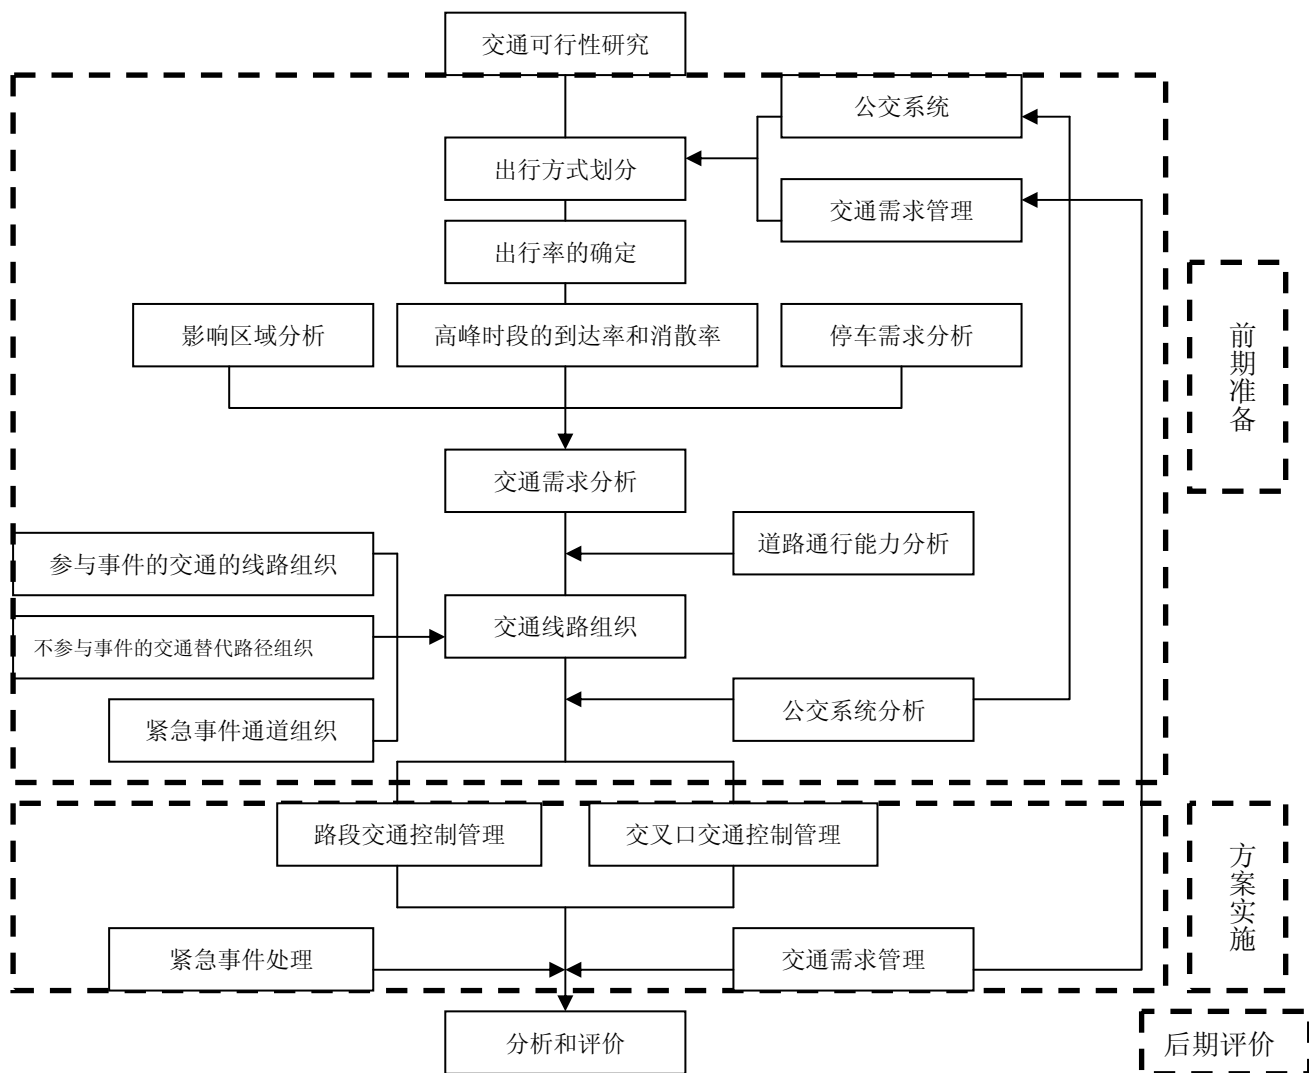 交通可行性研究
公交系统
出行方式划分
交通需求管理
出行率的确定
影响区域分析
高峰时段的到达率和消散率
停车需求分析
前期准备
交通需求分析
道路通行能力分析
参与事件的交通的线路组织
交通线路组织
不参与事件的交通替代路径组织
公交系统分析
紧急事件通道组织
路段交通控制管理
交叉口交通控制管理
方案实施
紧急事件处理
交通需求管理
分析和评价
后期评价